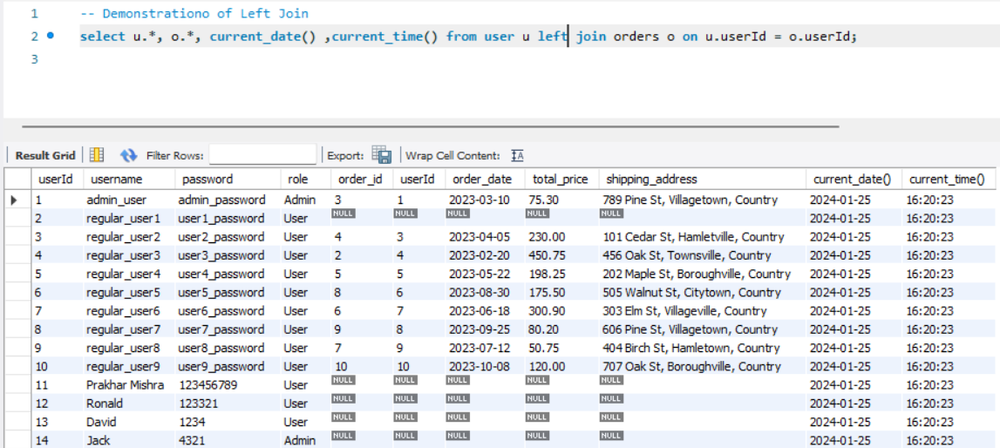 1 -- Demonstrationo of Left Join
2 select u.*, o.*, current_date() ,current_time() from user u left join orders o on u.userId = o.userId;
3
Result Grid Filter Rows: Export: Wrap Cell Content:
userId username password role order_id userId order_date total_price shipping_address current_date() current_time()
1 admin_user admin_password Admin 3 1 2023-03-10 75.30 789 Pine St, Villagetown, Country 2024-01-25 16:20:23
2 regular_user1 user1_password User NULL NULL NULL NULL NULL 2024-01-25 16:20:23
3 regular_user2 user2_password User 4 3 2023-04-05 230.00 101 Cedar St, Hamletville, Country 2024-01-25 16:20:23
4 regular_user3 user3_password User 2 4 2023-02-20 450.75 456 Oak St, Townsville, Country 2024-01-25 16:20:23
5 regular_user4 user4_password User 5 5 2023-05-22 198.25 202 Maple St, Boroughville, Country 2024-01-25 16:20:23
6 regular_user5 user5_password User 8 6 2023-08-30 175.50 505 Walnut St, Citytown, Country 2024-01-25 16:20:23
7 regular_user6 user6_password User 6 7 2023-06-18 300.90 303 Elm St, Villageville, Country 2024-01-25 16:20:23
8 regular_user7 user7_password User 9 8 2023-09-25 80.20 606 Pine St, Villagetown, Country 2024-01-25 16:20:23
9 regular_user8 user8_password User 7 9 2023-07-12 50.75 404 Birch St, Hamletown, Country 2024-01-25 16:20:23
10 regular_user9 user9_password User 10 10 2023-10-08 120.00 707 Oak St, Boroughville, Country 2024-01-25 16:20:23
11 Prakhar Mishra 123456789 User NULL NULL NULL NULL NULL 2024-01-25 16:20:23
12 Ronald 123321 User NULL NULL NULL NULL NULL 2024-01-25 16:20:23
13 David 1234 User NULL NULL NULL NULL NULL 2024-01-25 16:20:23
14 Jack 4321 Admin NULL NULL NULL NULL NULL 2024-01-25 16:20:23